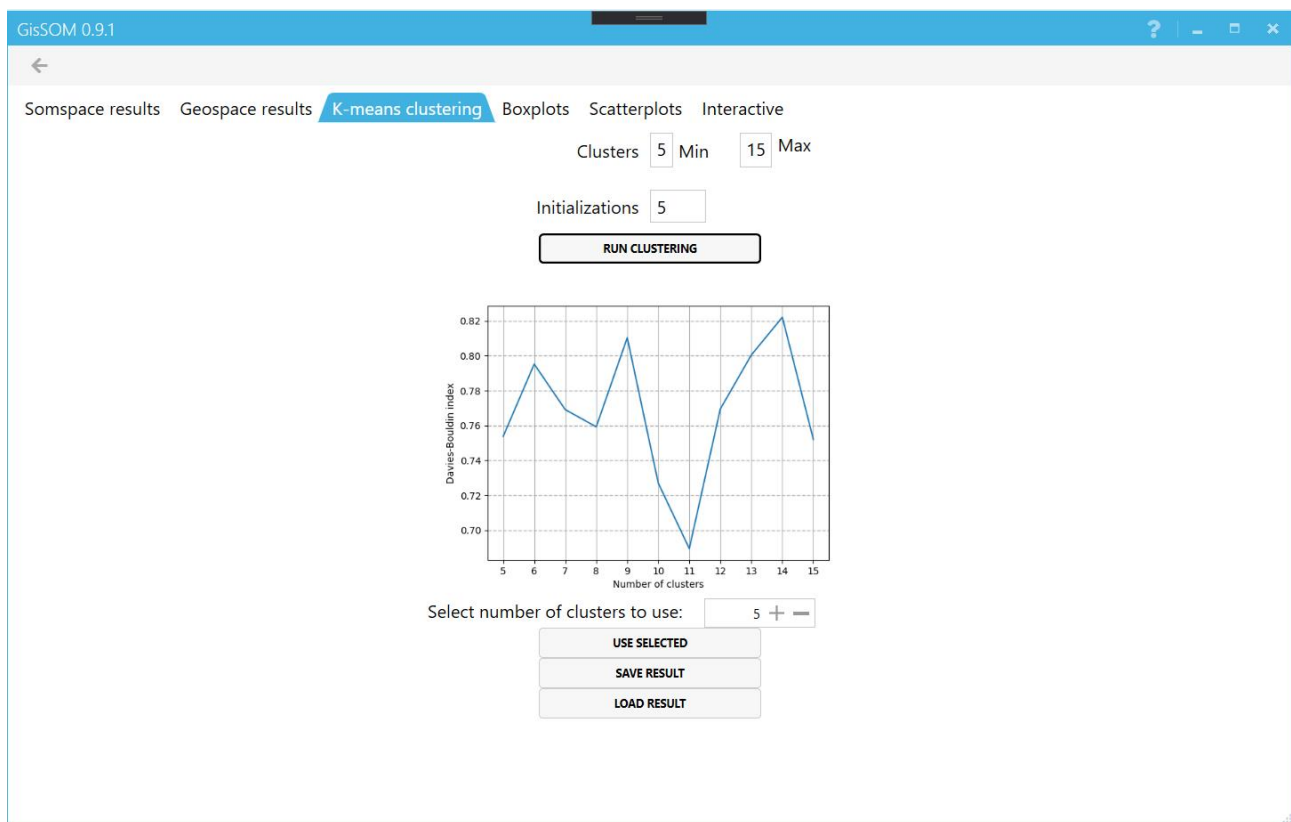 GisSOM 0.9.1
?
Somspace results Geospace results K-means clustering Boxplots Scatterplots Interactive
Clusters 5 Min 15 Max
Initializations 5
RUN CLUSTERING
0.82
0.80
0.78
0.76
0.74
0.72
0.70
Davies-Bouldin index
5 6 7 8 9 10 11 12 13 14 15
Number of clusters
Select number of clusters to use: 5
USE SELECTED
SAVE RESULT
LOAD RESULT